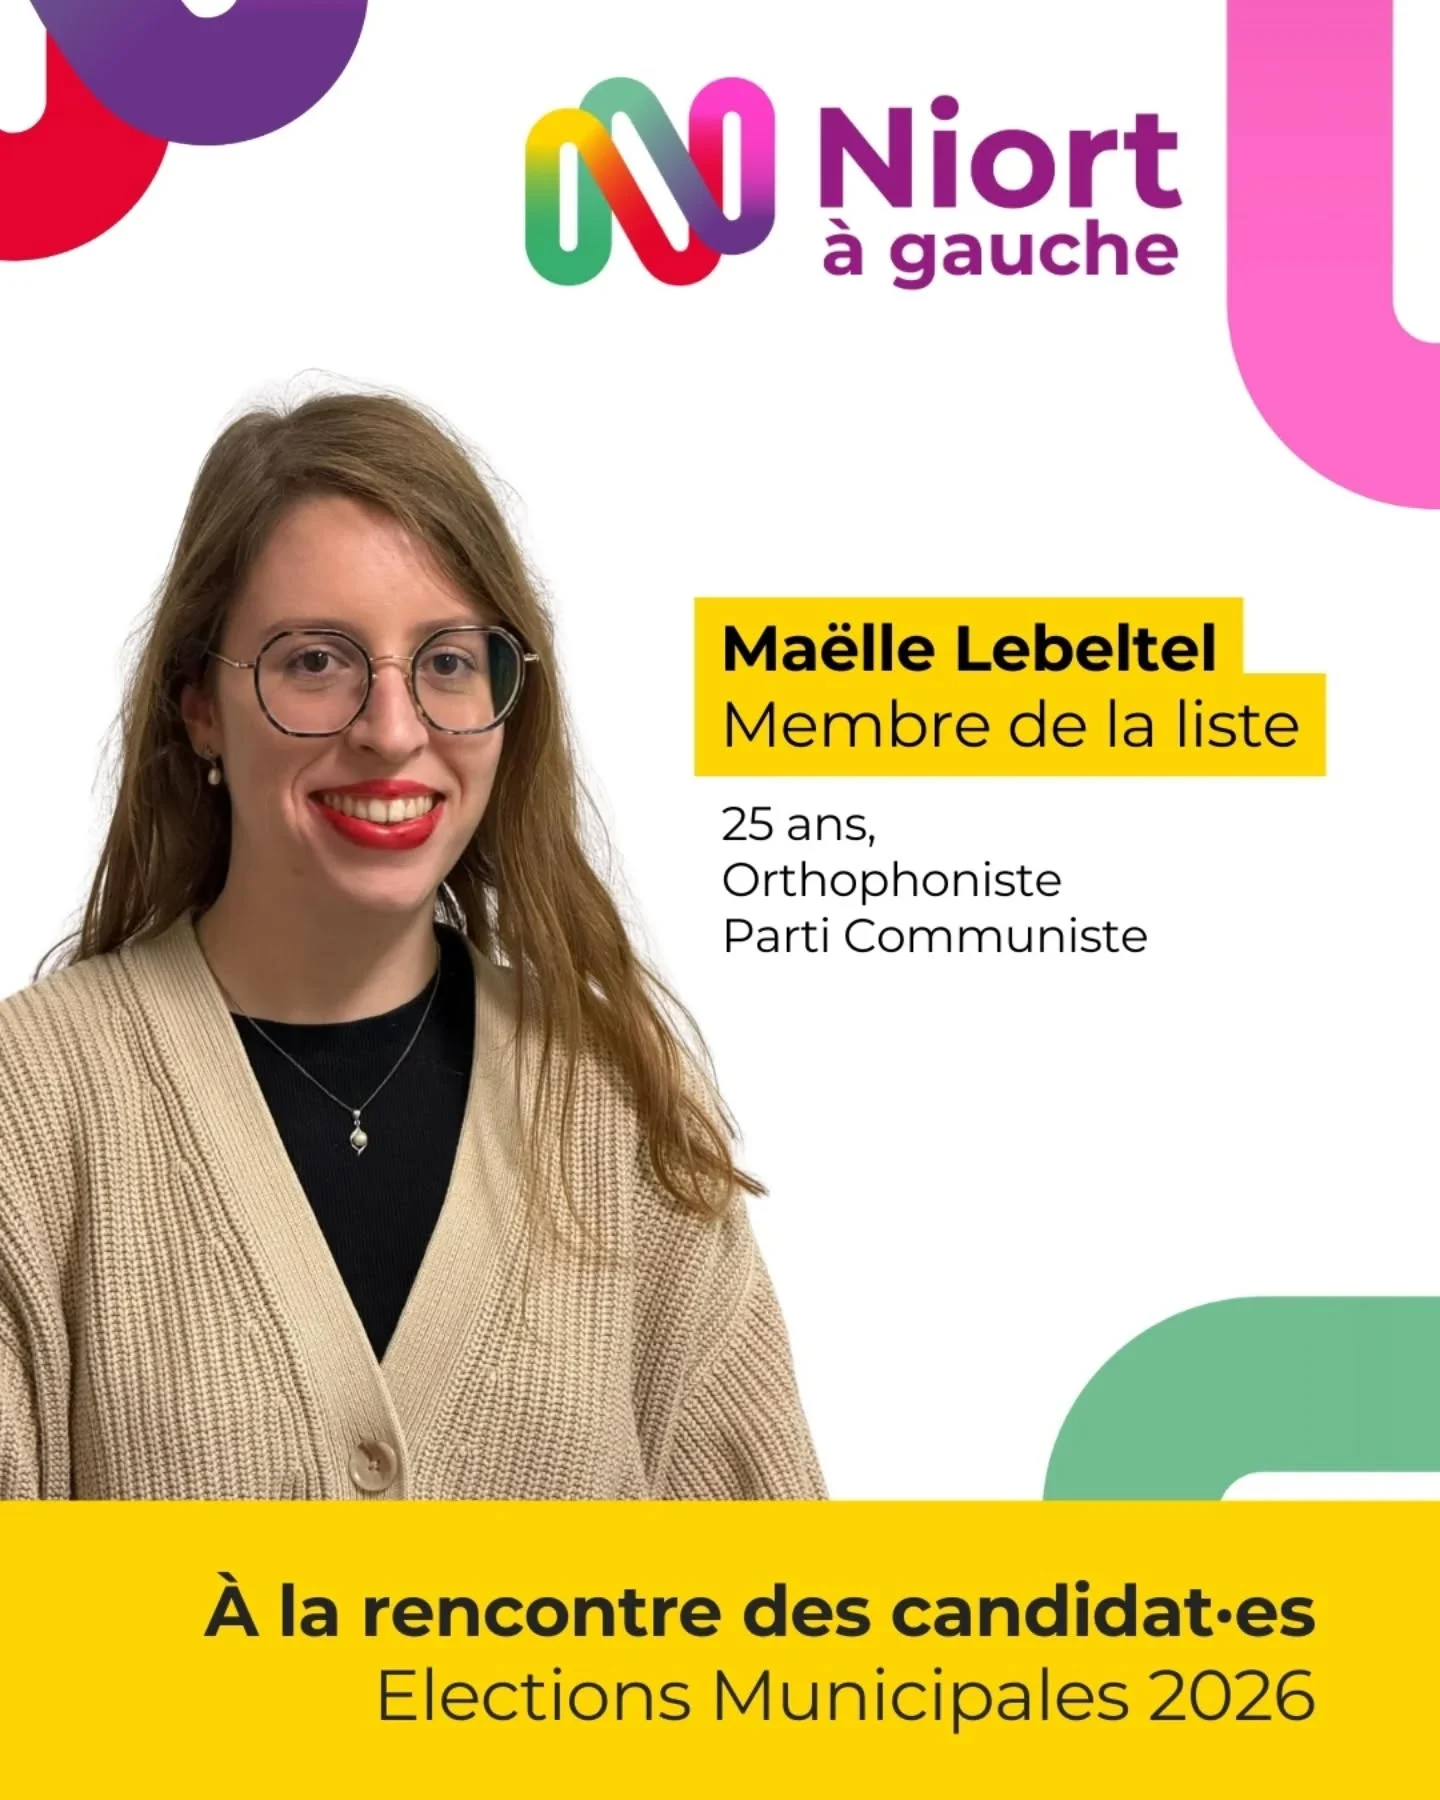 Niort
à gauche
Maëlle Lebeltel
Membre de la liste
25 ans,
Orthophoniste
Parti Communiste
À la rencontre des candidat·es
Elections Municipales 2026